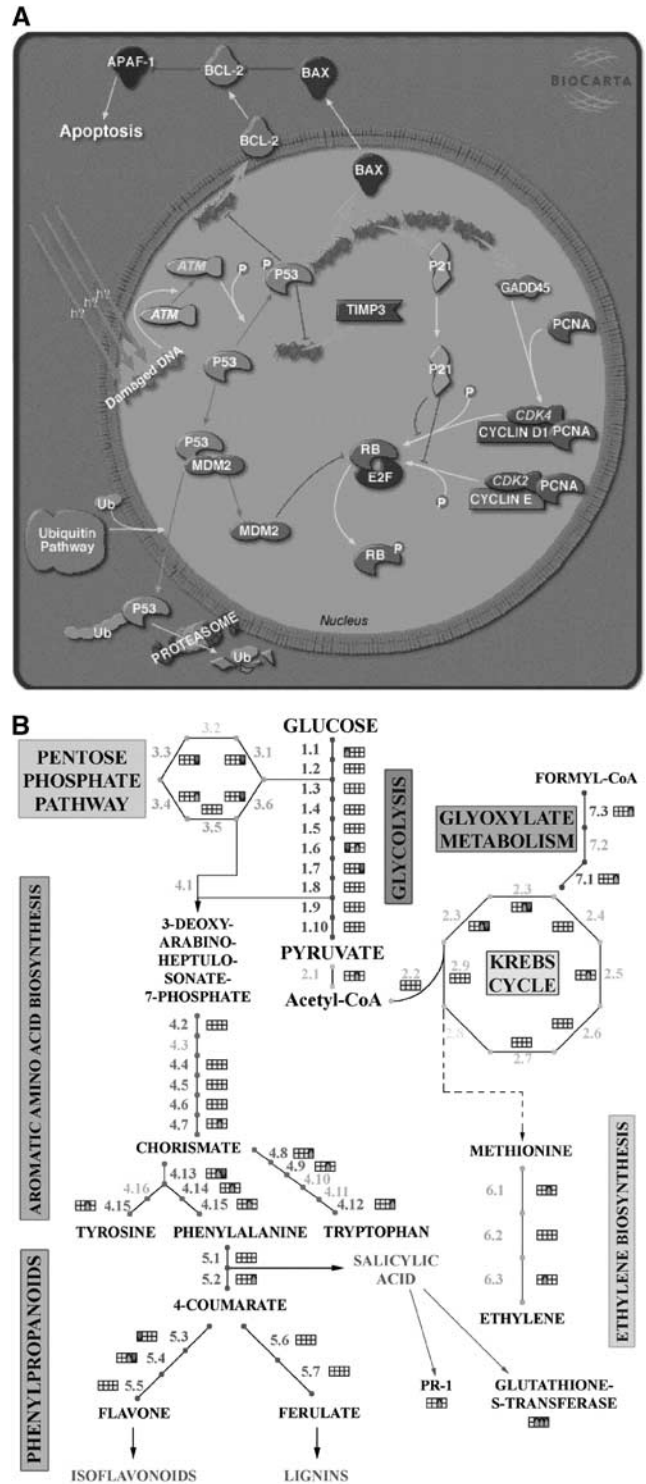 A
APAF-1
BCL-2
BAX
BIOCARTA
Apoptosis
BCL-2
BAX
ATM
P
P
P53
P21
GADD45
h?
h?
h?
ATM
TIMP3
PCNA
Damaged DNA
P53
P21
P
CDK4
CYCLIN D1
PCNA
P53
MDM2
RB
E2F
CDK2
CYCLIN E
PCNA
P
Ub
Ubiquitin
Pathway
MDM2
RB
P
P53
Nucleus
Ub
PROTEASOME
Ub
B
PENTOSE
PHOSPHATE
PATHWAY
3.2
3.3
3.1
3.4
3.6
3.5
GLUCOSE
1.1
1.2
1.3
1.4
1.5
1.6
1.7
1.8
1.9
1.10
PYRUVATE
2.1
Acetyl-CoA
GLYCOLYSIS
FORMYL-CoA
GLYOXYLATE
METABOLISM
7.3
7.2
7.1
2.3
2.3
2.4
2.2
2.9
KREBS
CYCLE
2.5
2.8
2.6
2.7
AROMATIC AMINO ACID BIOSYNTHESIS
4.1
3-DEOXY-
ARABINO-
HEPTULO-
SONATE-
7-PHOSPHATE
4.2
4.3
4.4
4.5
4.6
4.7
CHORISMATE
4.8
4.9
4.10
4.11
4.12
4.13
4.16
4.14
4.15
4.15
TYROSINE
PHENYLALANINE
TRYPTOPHAN
METHIONINE
6.1
6.2
6.3
ETHYLENE
ETHYLENE BIOSYNTHESIS
PHENYLPROPANOIDS
5.1
5.2
SALICYLIC
ACID
4-COUMARATE
5.3
5.4
5.5
5.6
5.7
FLAVONE
FERULATE
PR-1
GLUTATHIONE-
S-TRANSFERASE
ISOFLAVONOIDS
LIGNINS